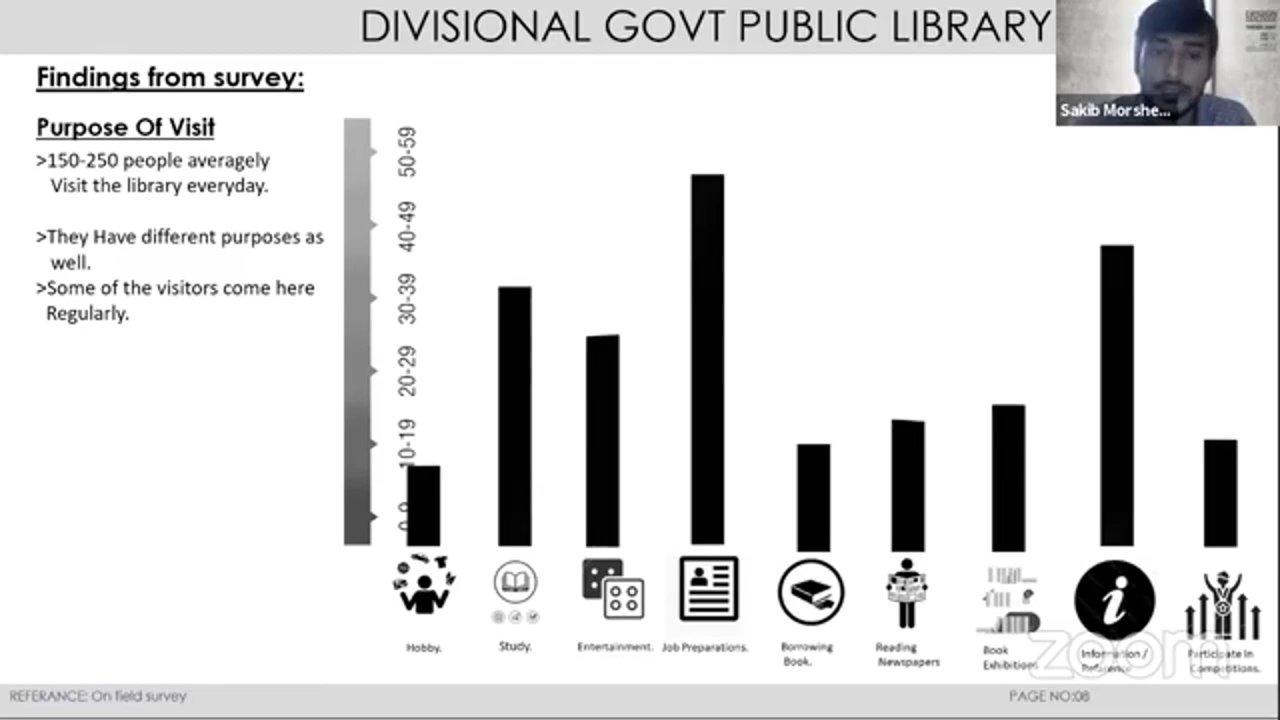 DIVISIONAL GOVT PUBLIC LIBRARY
Sakib Morshe...
Findings from survey:
Purpose Of Visit
>150-250 people averagely
Visit the library everyday.
>They Have different purposes as
well.
>Some of the visitors come here
Regularly.
50-59
40-49
30-39
20-29
10-19
Hobby.
Study.
Entertainment.
Job Preparations.
Borrowing
Book.
Reading
Newspapers
Book
Exhibitions
Information /
Reference
Participate In
Competitions.
zoom
REFERANCE: On field survey
PAGE NO:08